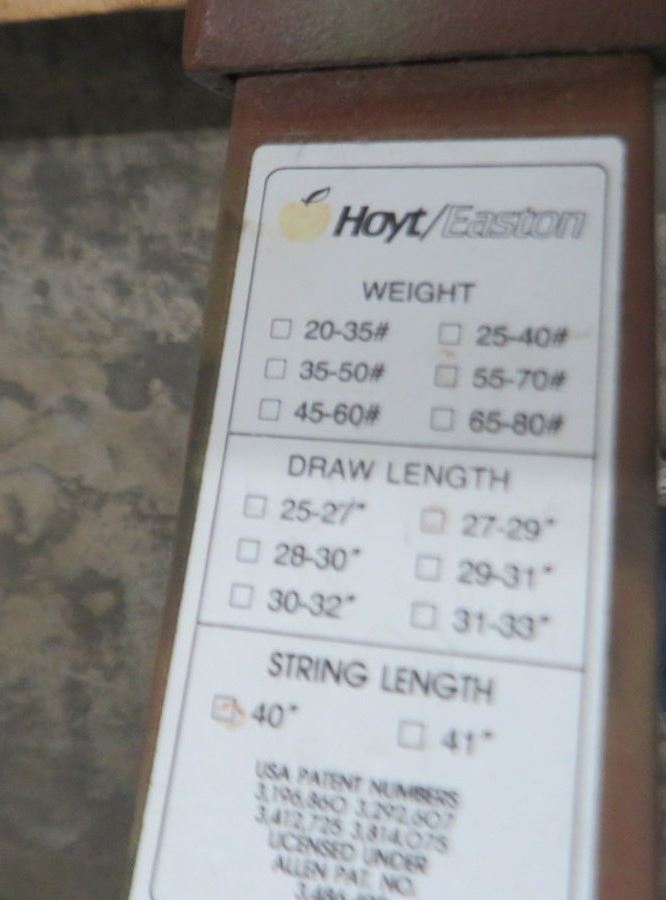 Hoyt/Easton
WEIGHT
20-35# 25-40#
35-50# 55-70#
45-60# 65-80#
DRAW LENGTH
25-27" 27-29"
28-30" 29-31"
30-32" 31-33"
STRING LENGTH
40" 41"
USA PATENT NUMBERS
3,196,860 3,292,607
3,412,725 3,814,075
LICENSED UNDER
ALLEN PAT. NO.